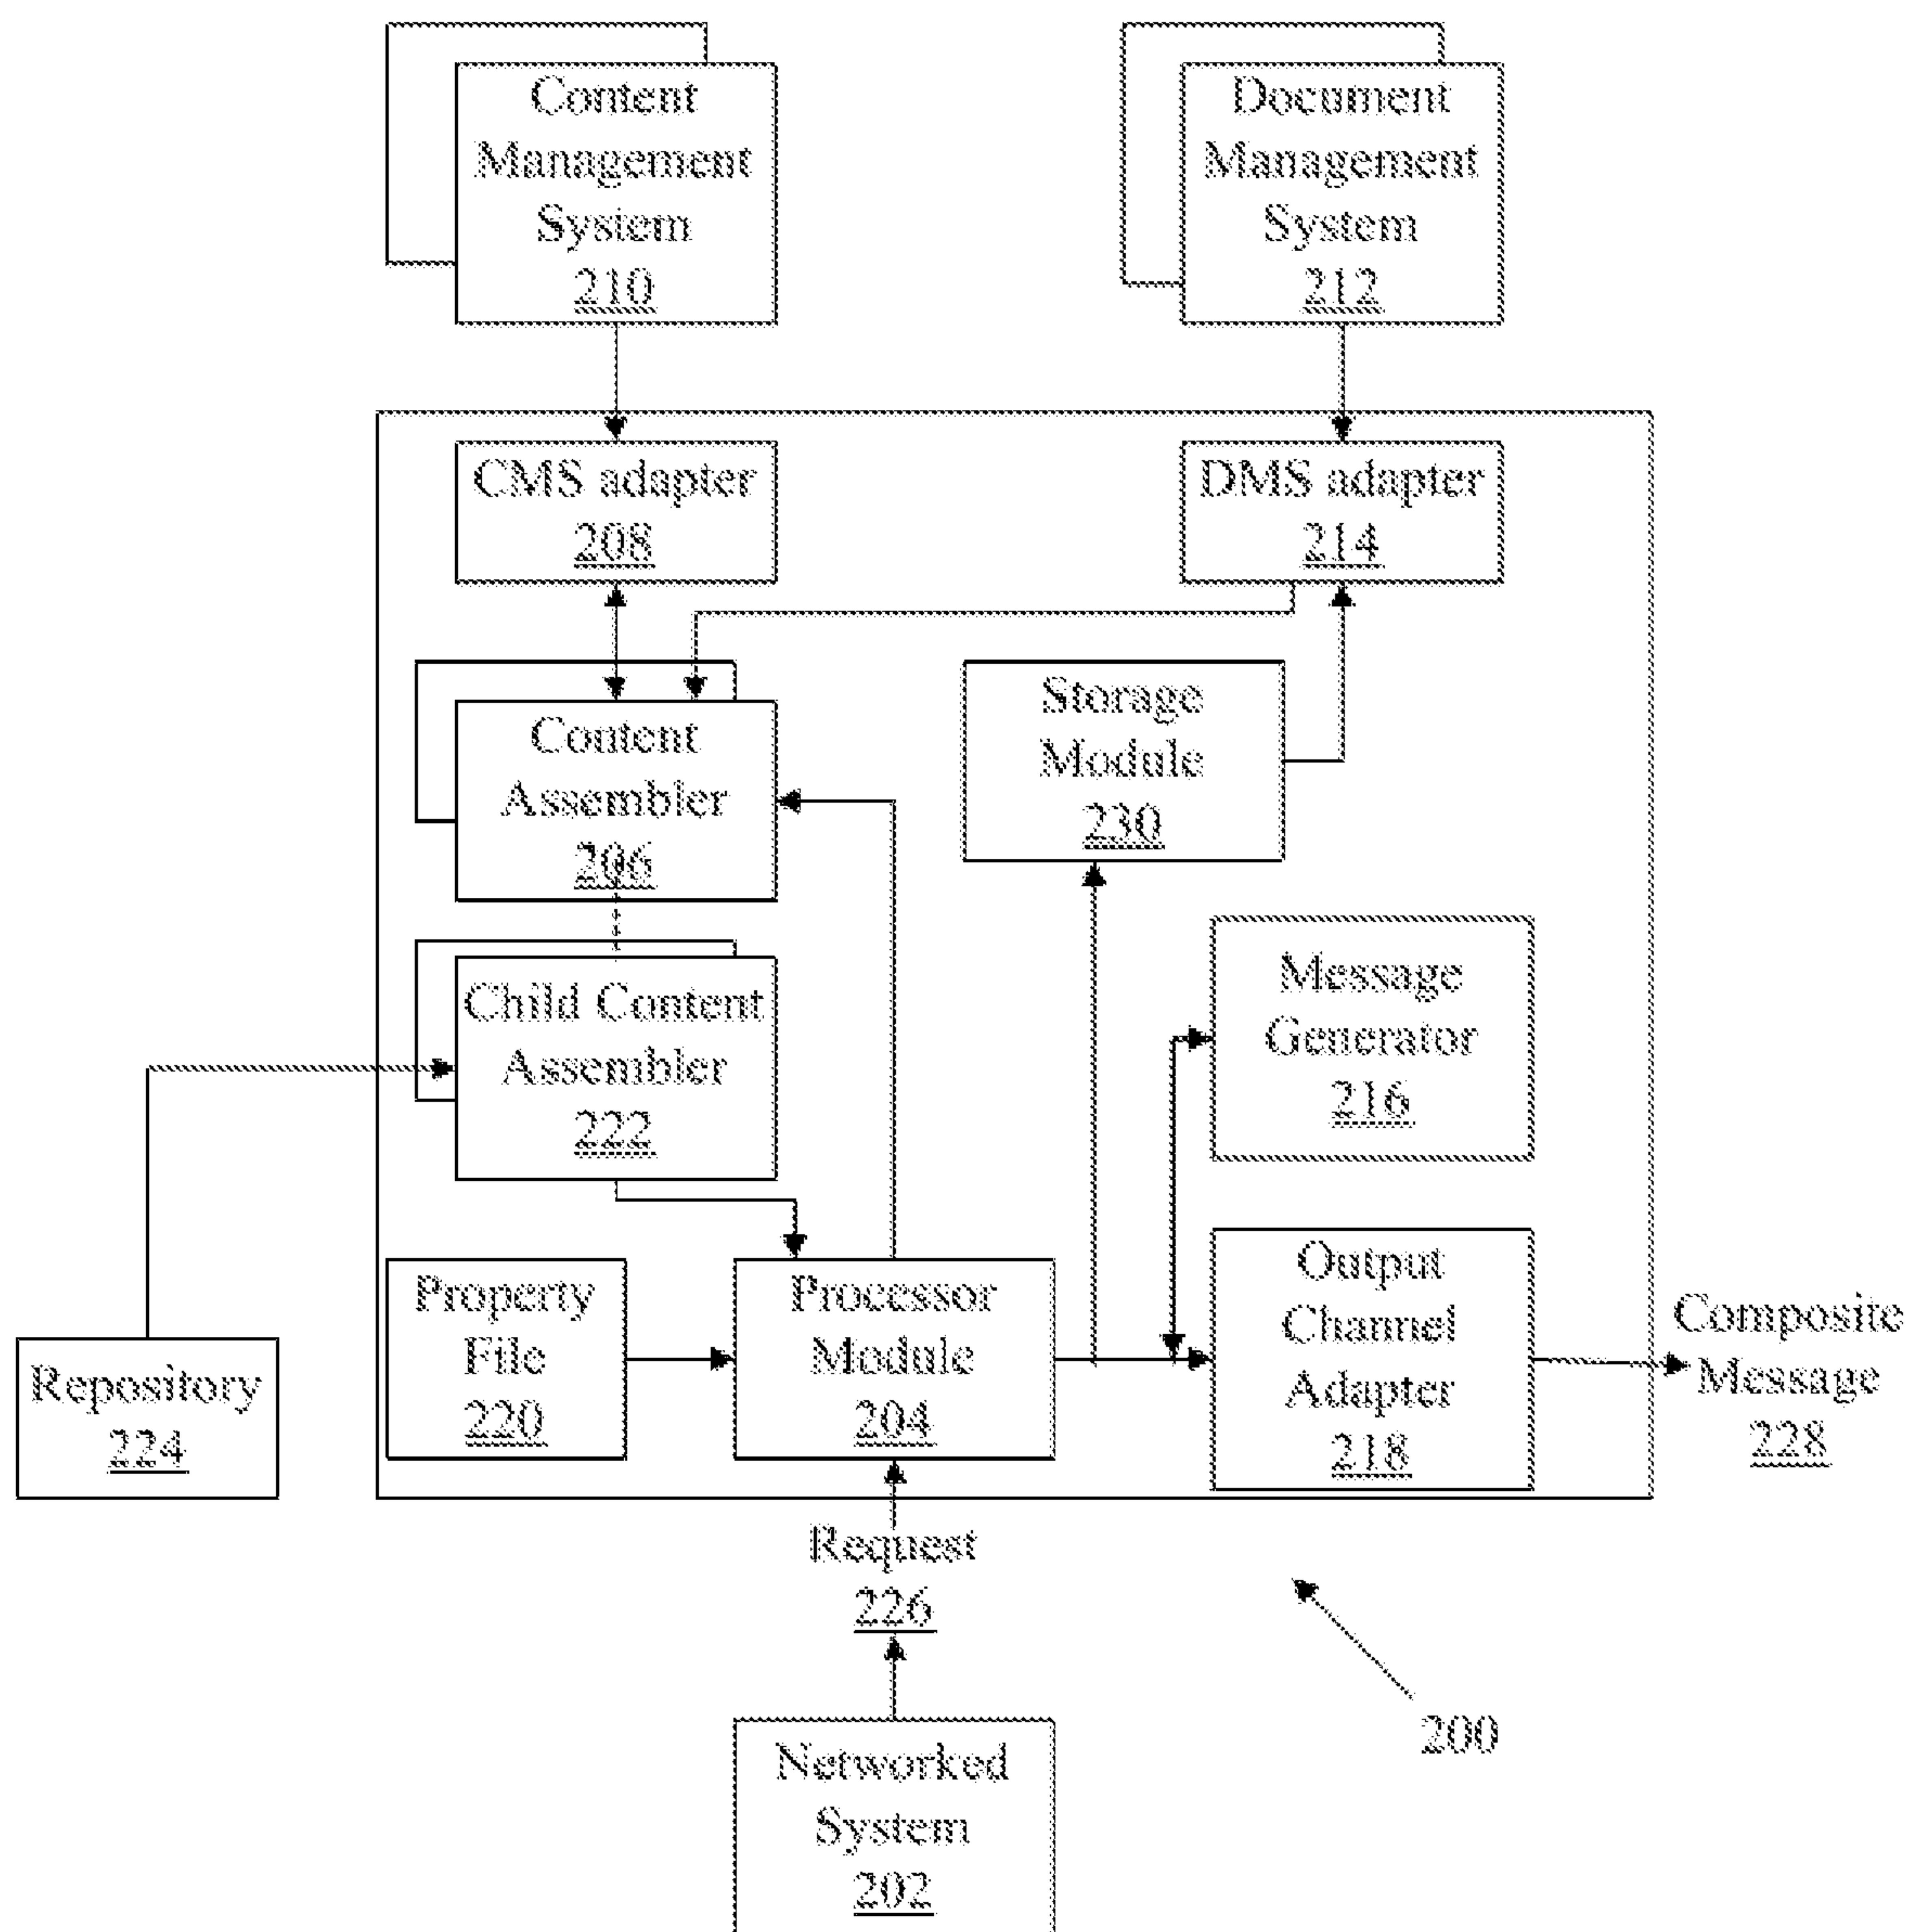 Content
Management
System
210
Document
Management
System
212
CMS adapter
208
DMS adapter
214
Content
Assembler
206
Storage
Module
230
Child Content
Assembler
222
Message
Generator
216
Property
File
220
Processor
Module
204
Output
Channel
Adapter
218
Composite
Message
228
Repository
224
Request
226
200
Networked
System
202